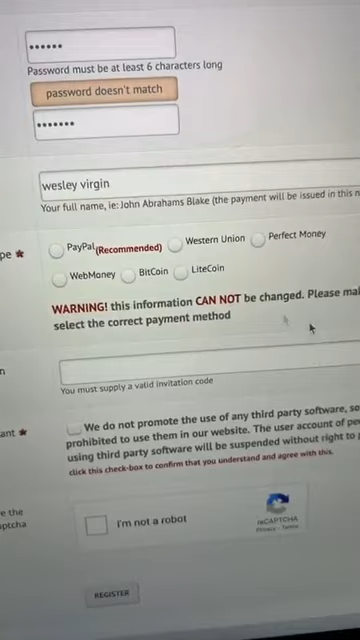 ••••••
Password must be at least 6 characters long
password doesn't match
•••••••
wesley virgin
Your full name, ie: John Abrahams Blake (the payment will be issued in this n
pe * PayPal (Recommended) Western Union Perfect Money
WebMoney BitCoin LiteCoin
WARNING! this information CAN NOT be changed. Please mal
select the correct payment method
n
You must supply a valid invitation code
ant * We do not promote the use of any third party software, so
prohibited to use them in our website. The user account of pe
using third party software will be suspended without right to
click this check-box to confirm that you understand and agree with this.
e the
aptcha
I'm not a robot
reCAPTCHA
Privacy - Terms
REGISTER